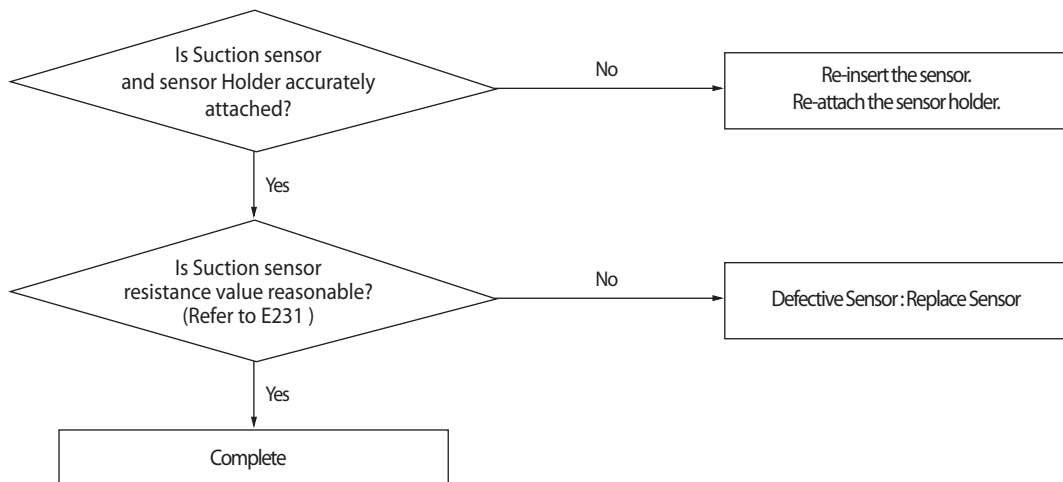 Is Suction sensor
and sensor Holder accurately
attached?
No
Re-insert the sensor.
Re-attach the sensor holder.
Yes
Is Suction sensor
resistance value reasonable?
(Refer to E231 )
No
Defective Sensor : Replace Sensor
Yes
Complete